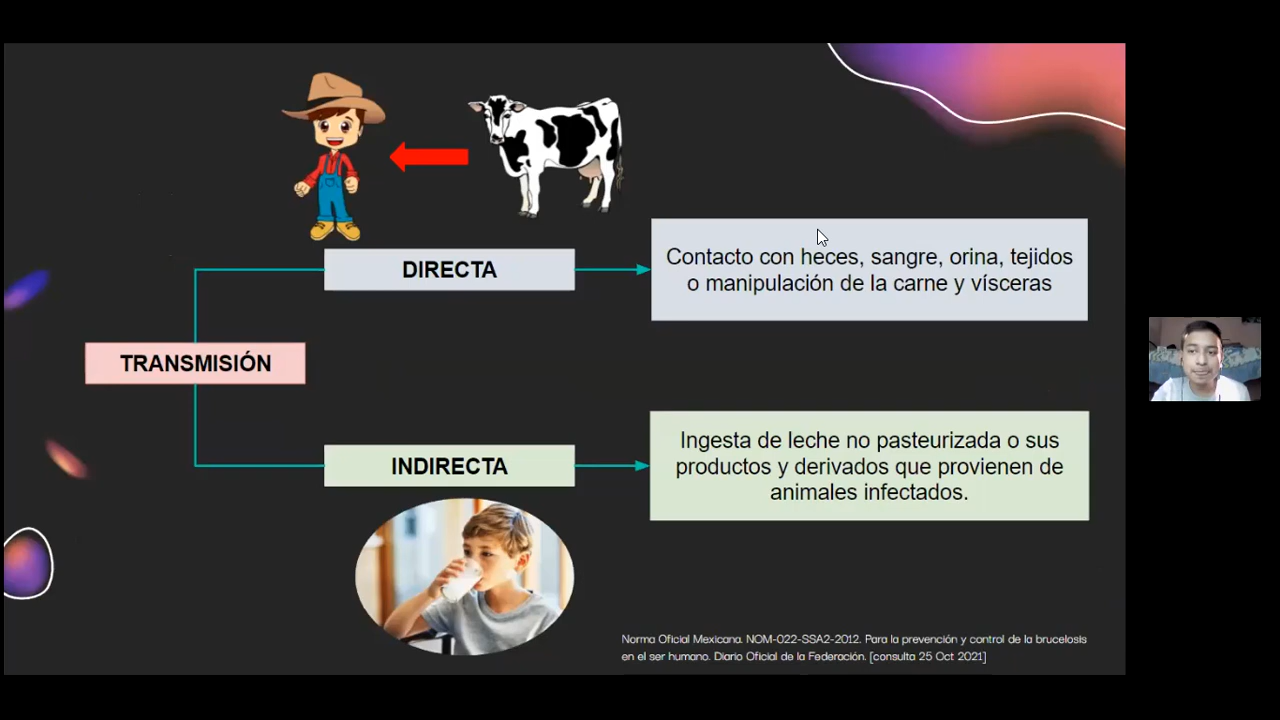 DIRECTA
Contacto con heces, sangre, orina, tejidos
o manipulación de la carne y vísceras
TRANSMISIÓN
INDIRECTA
Ingesta de leche no pasteurizada o sus
productos y derivados que provienen de
animales infectados.
Norma Oficial Mexicana. NOM-022-SSA2-2012. Para la prevención y control de la brucelosis
en el ser humano. Diario Oficial de la Federación. [consulta 25 Oct 2021]